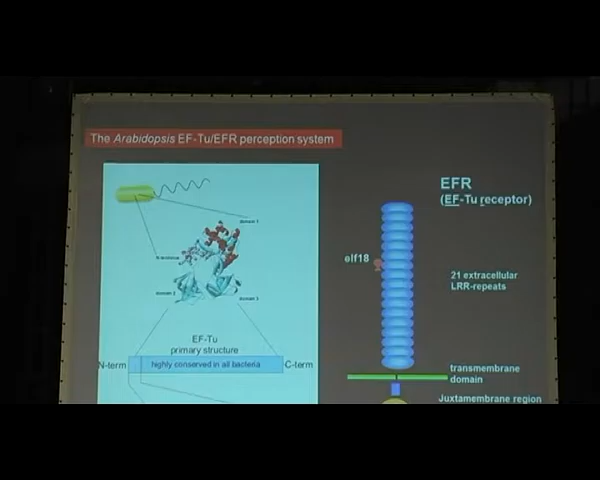 The Arabidopsis EF-Tu/EFR perception system
EFR
(EF-Tu receptor)
domain 1
N-terminus
elf18
21 extracellular
LRR-repeats
domain 2
domain 3
EF-Tu
primary structure
N-term
highly conserved in all bacteria
C-term
transmembrane
domain
Juxtamembrane region